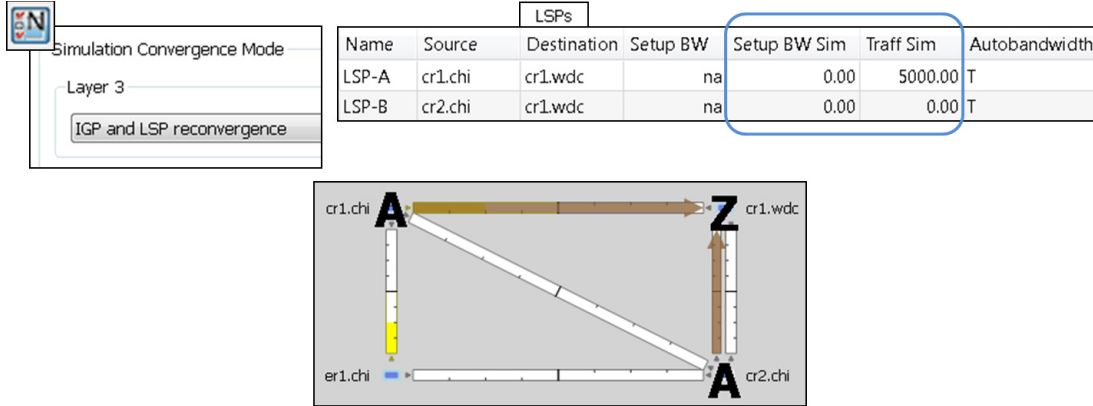 N
Simulation Convergence Mode
Layer 3
IGP and LSP reconvergence
LSPs
Name Source Destination Setup BW Setup BW Sim Traff Sim Autobandwidth
LSP-A cr1.chi cr1.wdc na 0.00 5000.00 T
LSP-B cr2.chi cr1.wdc na 0.00 0.00 T
cr1.chi A Z cr1.wdc
er1.chi A cr2.chi